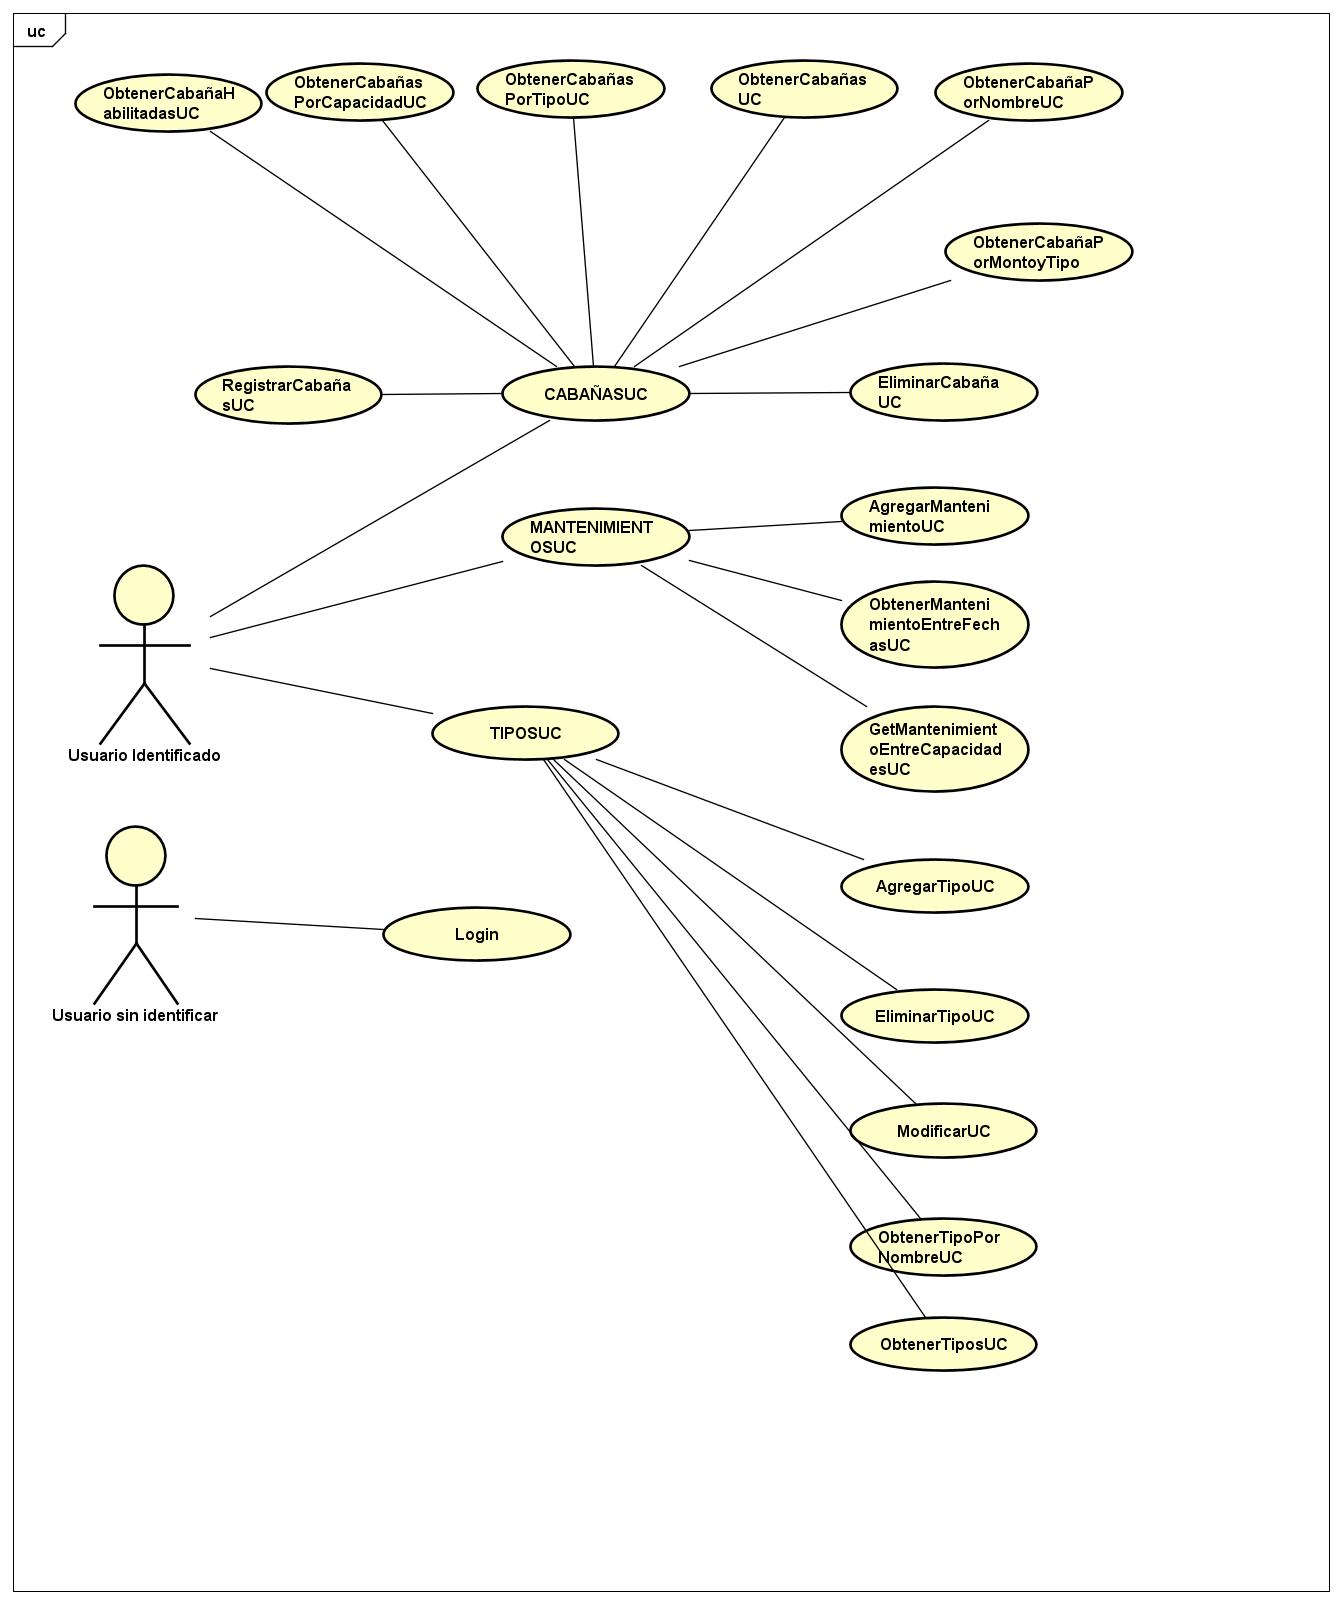 uc
ObtenerCabañaH
abilitadasUC
ObtenerCabañas
PorCapacidadUC
ObtenerCabañas
PorTipoUC
ObtenerCabañas
UC
ObtenerCabañaP
orNombreUC
ObtenerCabañaP
orMontoyTipo
RegistrarCabaña
sUC
CABAÑASUC
EliminarCabaña
UC
MANTENIMIENT
OSUC
AgregarManteni
mientoUC
ObtenerManteni
mientoEntreFech
asUC
GetMantenimient
oEntreCapacidad
esUC
Usuario Identificado
TIPOSUC
AgregarTipoUC
Usuario sin identificar
Login
EliminarTipoUC
ModificarUC
ObtenerTipoPor
NombreUC
ObtenerTiposUC